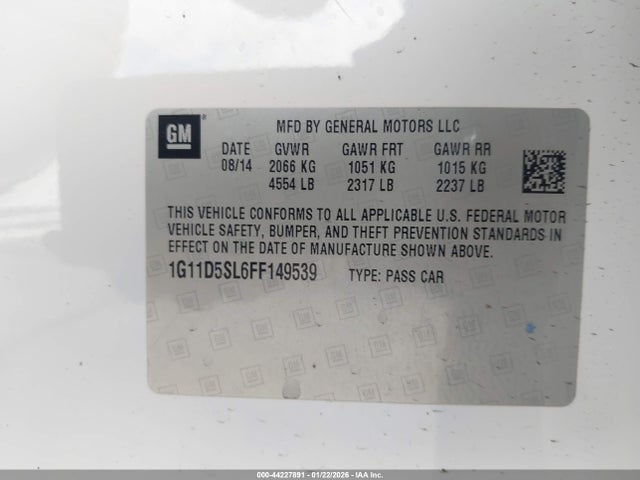 GM®
MFD BY GENERAL MOTORS LLC
DATE GVWR GAWR FRT GAWR RR
08/14 2066 KG 1051 KG 1015 KG
4554 LB 2317 LB 2237 LB
THIS VEHICLE CONFORMS TO ALL APPLICABLE U.S. FEDERAL MOTOR
VEHICLE SAFETY, BUMPER, AND THEFT PREVENTION STANDARDS IN
EFFECT ON THE DATE OF MANUFACTURE SHOWN ABOVE.
1G11D5SL6FF149539 TYPE: PASS CAR
000-44227891 - 01/22/2026 - Copart, Inc.